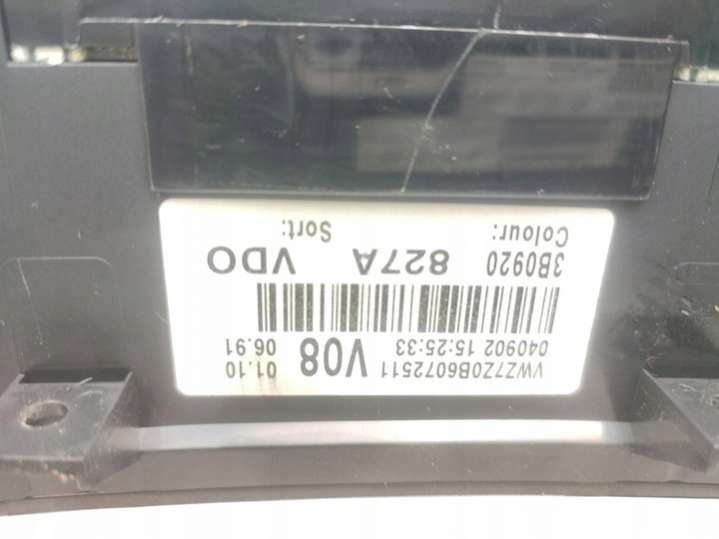 VWZ7Z0B6072511 V08 01.10
040902 15:25:33 06.91
3B0920 827A VDO
Colour: Sort: